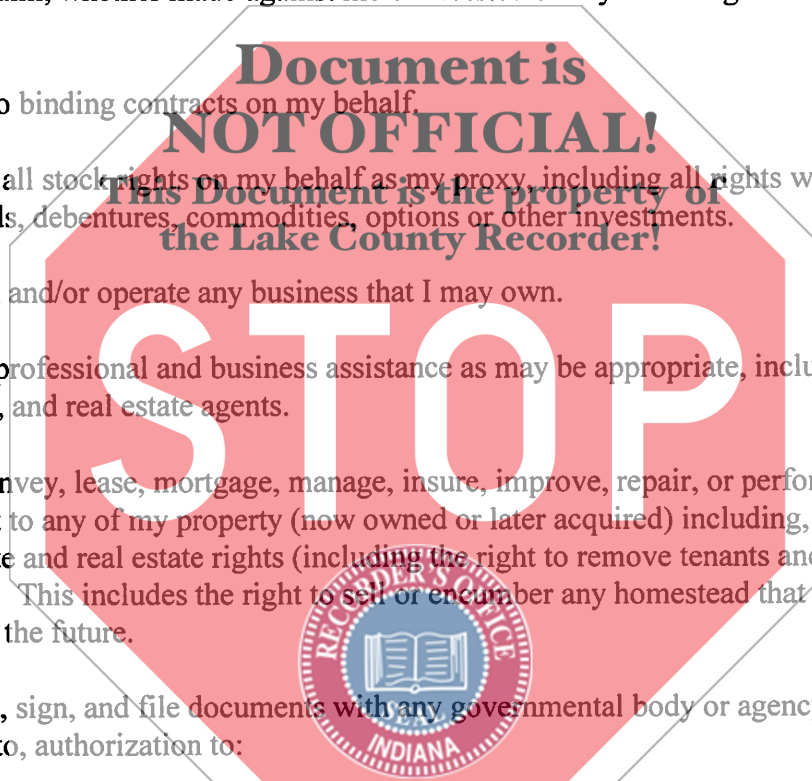 Document is
o binding contracts on my behalf.
NOT OFFICIAL!
all stock rights on my behalf as my proxy, including all rights w
This Document is the property of
ls, debentures, commodities, options or other investments.
the Lake County Recorder!
and/or operate any business that I may own.
STOP
professional and business assistance as may be appropriate, inclu
, and real estate agents.
nvey, lease, mortgage, manage, insure, improve, repair, or perfor
t to any of my property (now owned or later acquired) including,
te and real estate rights (including the right to remove tenants and
This includes the right to sell or encumber any homestead that
the future.
RECORDER'S OFFICE
SEAL
INDIANA
, sign, and file documents with any governmental body or agenc
to, authorization to: